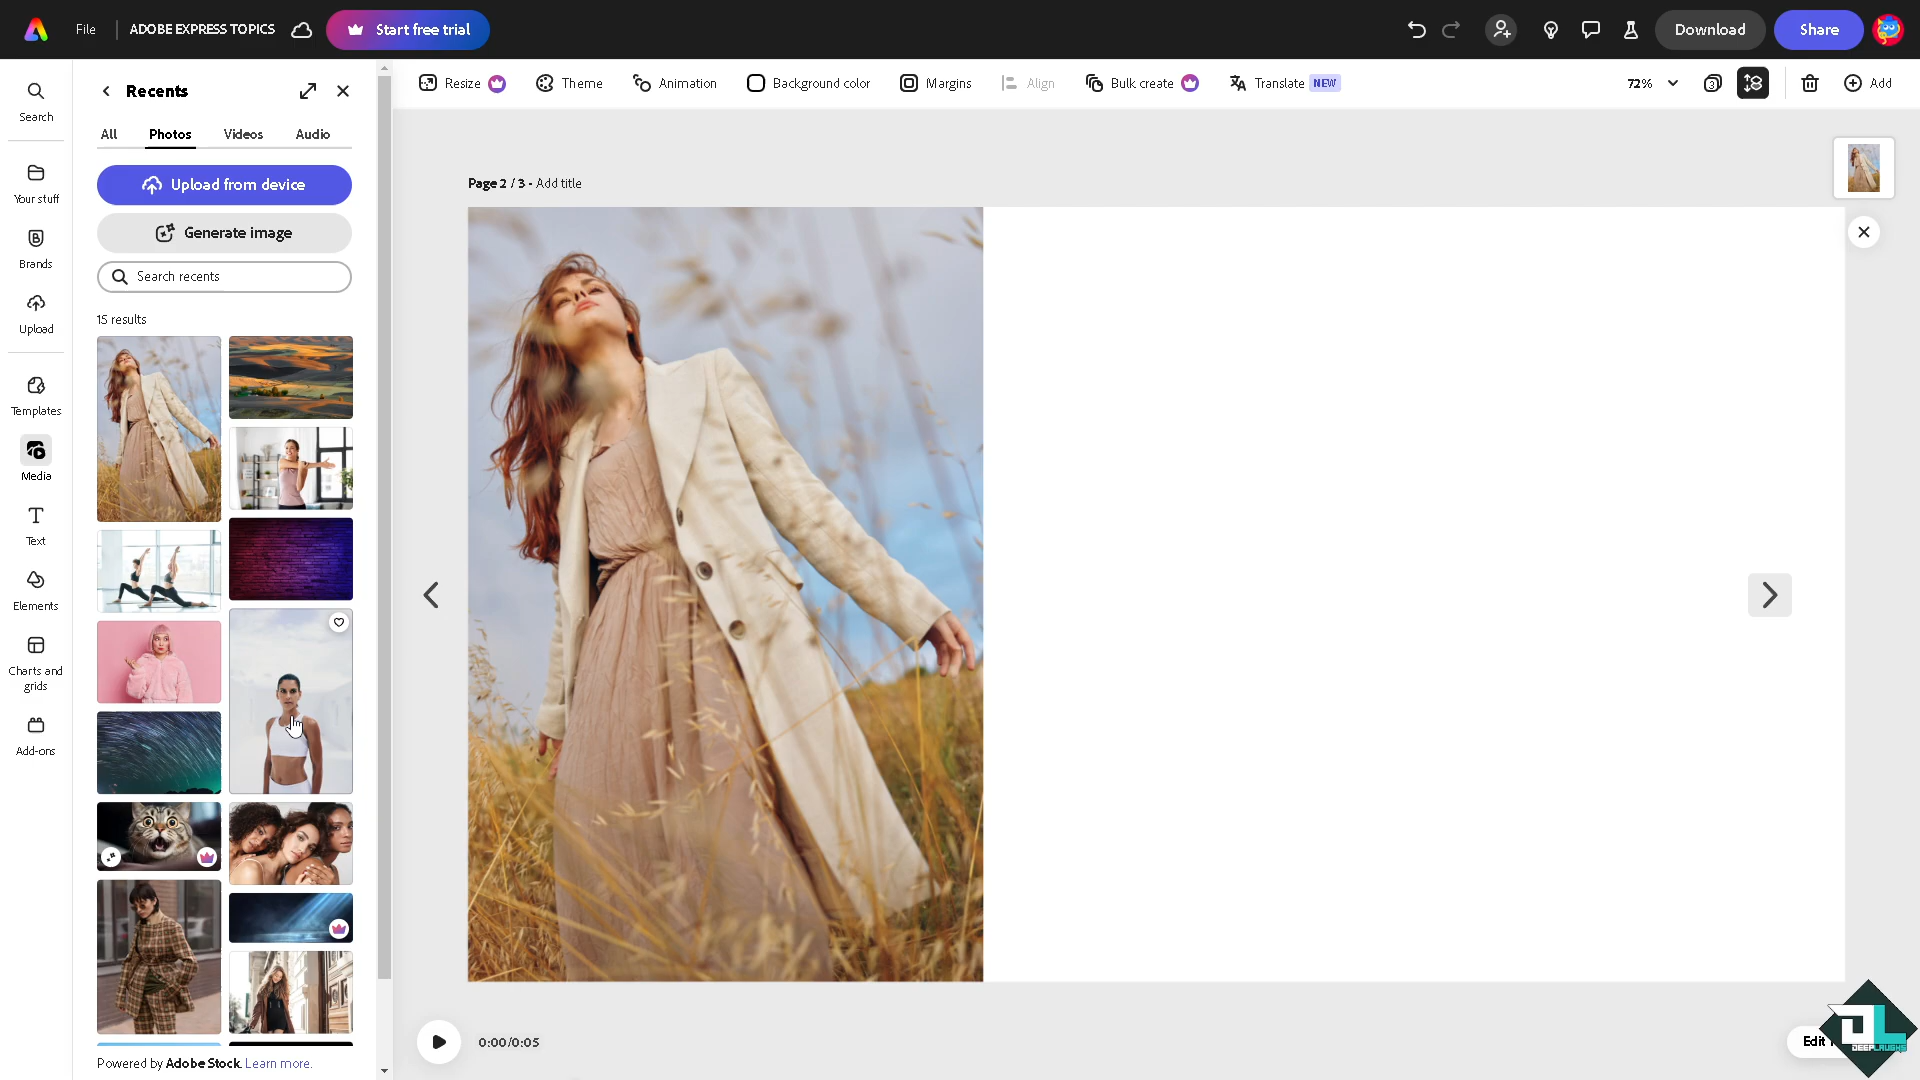 File
ADOBE EXPRESS TOPICS
Start free trial
Download
Share
Search
Your stuff
Brands
Upload
Templates
Media
Text
Elements
Charts and
grids
Add-ons
Recents
All Photos Videos Audio
Upload from device
Generate image
Search recents
15 results
Powered by Adobe Stock. Learn more.
Resize
Theme
Animation
Background color
Margins
Align
Bulk create
Translate NEW
72%
3
Add
Page 2 / 3 - Add title
0:00/0:05
Edit
JL
DEEPLAUGHS